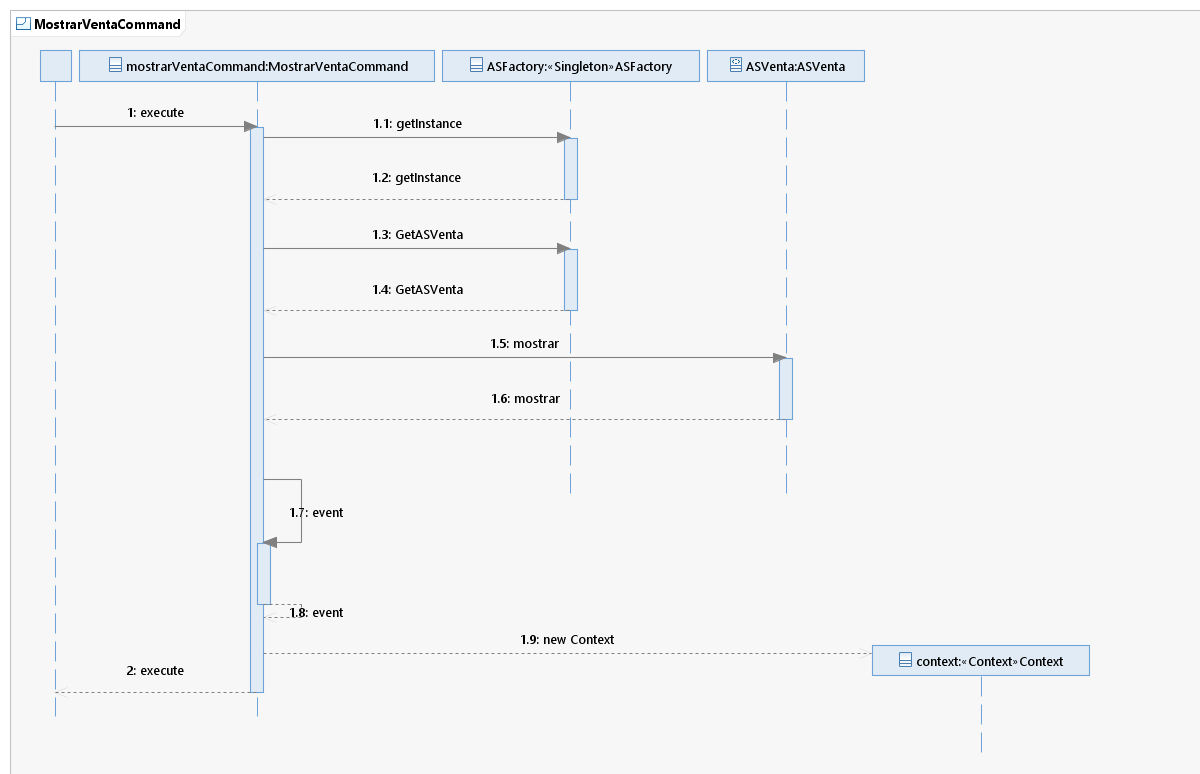 MostrarVentaCommand
mostrarVentaCommand:MostrarVentaCommand
ASFactory:«Singleton»ASFactory
ASVenta:ASVenta
1: execute
1.1: getInstance
1.2: getInstance
1.3: GetASVenta
1.4: GetASVenta
1.5: mostrar
1.6: mostrar
1.7: event
1.8: event
1.9: new Context
context:«Context»Context
2: execute